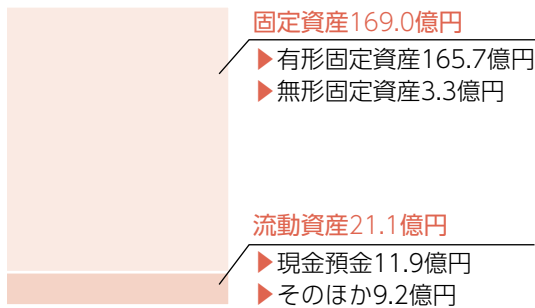 固定資産169.0億円
▶有形固定資産165.7億円
▶無形固定資産3.3億円
流動資産21.1億円
▶現金預金11.9億円
▶そのほか9.2億円